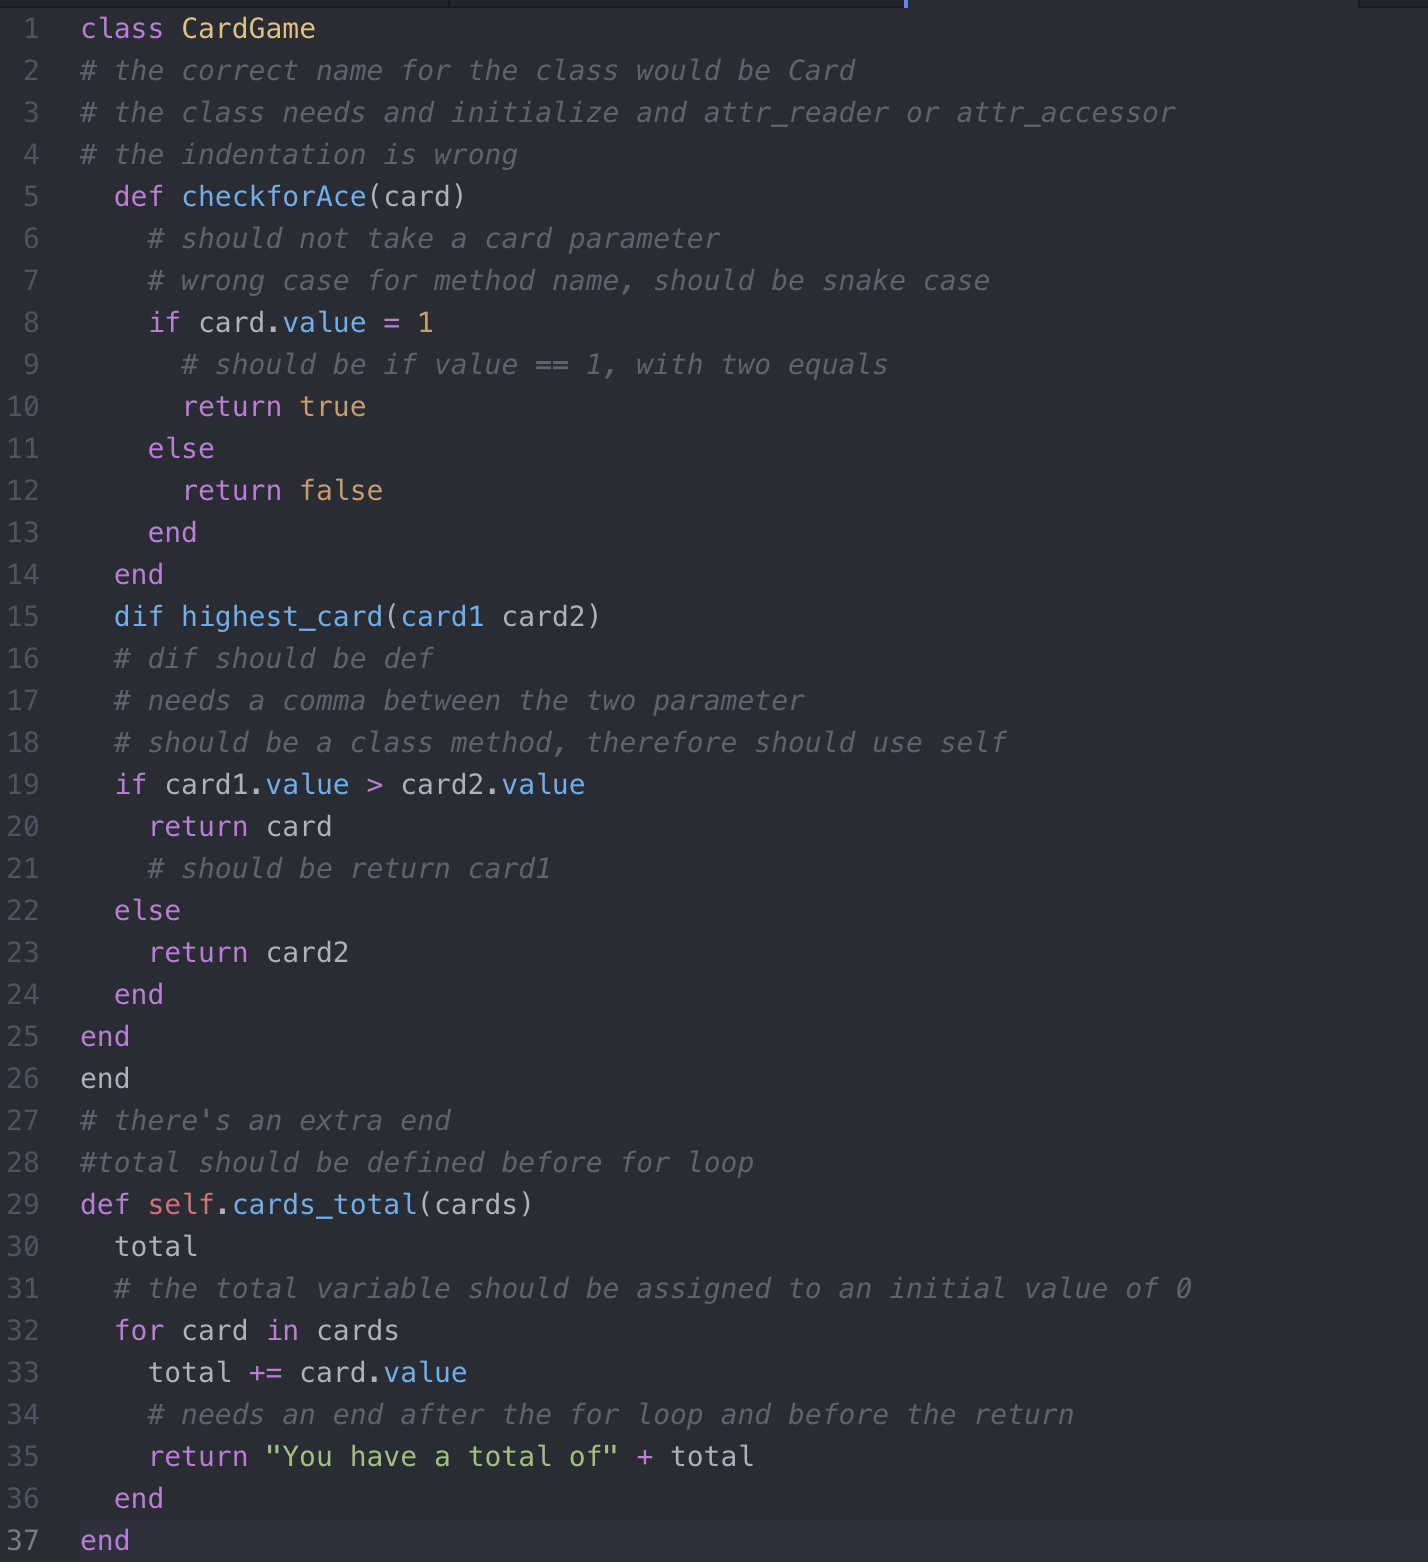 1 class CardGame
2 # the correct name for the class would be Card
3 # the class needs and initialize and attr_reader or attr_accessor
4 # the indentation is wrong
5   def checkforAce(card)
6     # should not take a card parameter
7     # wrong case for method name, should be snake case
8     if card.value = 1
9       # should be if value == 1, with two equals
10       return true
11     else
12       return false
13     end
14   end
15   dif highest_card(card1 card2)
16   # dif should be def
17   # needs a comma between the two parameter
18   # should be a class method, therefore should use self
19   if card1.value > card2.value
20     return card
21     # should be return card1
22   else
23     return card2
24   end
25 end
26 end
27 # there's an extra end
28 #total should be defined before for loop
29 def self.cards_total(cards)
30   total
31   # the total variable should be assigned to an initial value of 0
32   for card in cards
33     total += card.value
34     # needs an end after the for loop and before the return
35     return "You have a total of" + total
36   end
37 end